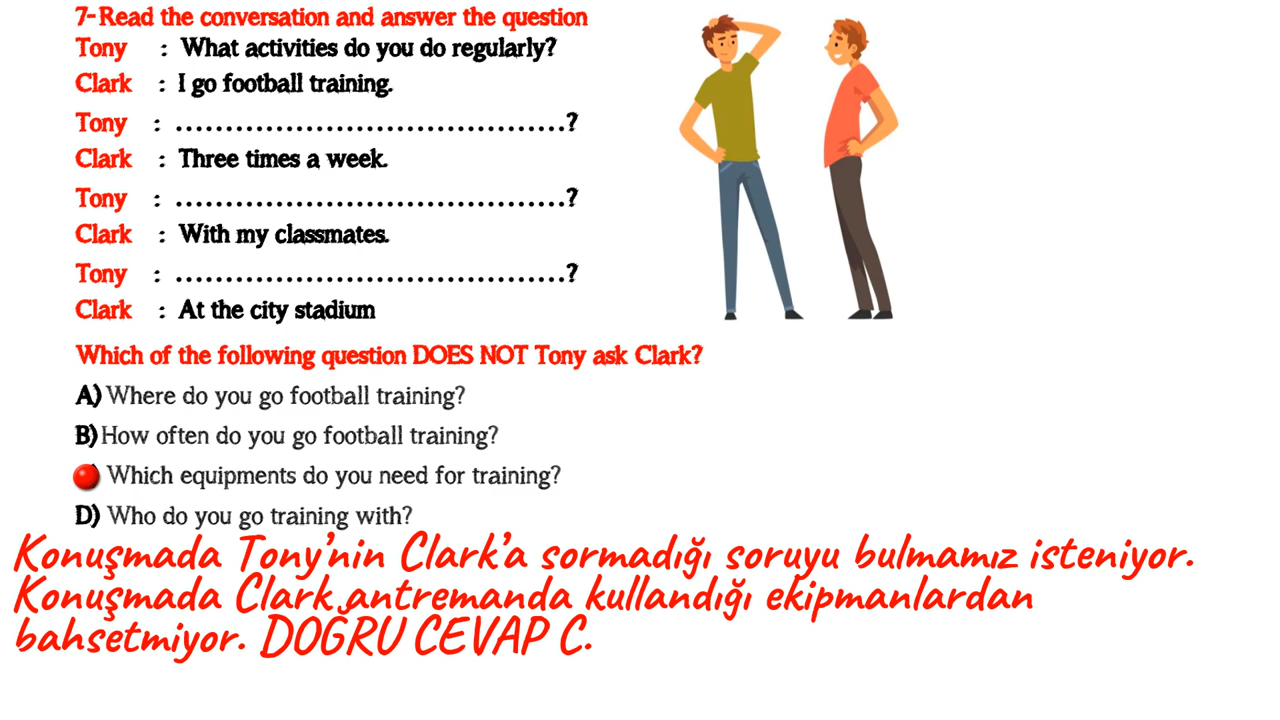 7-Read the conversation and answer the question
Tony : What activities do you do regularly?
Clark : I go football training.
Tony : .......................................?
Clark : Three times a week.
Tony : .......................................?
Clark : With my classmates.
Tony : .......................................?
Clark : At the city stadium
Which of the following question DOES NOT Tony ask Clark?
A) Where do you go football training?
B) How often do you go football training?
) Which equipments do you need for training?
D) Who do you go training with?
Konuşmada Tony'nin Clark'a sormadığı soruyu bulmamız isteniyor.
Konuşmada Clark antremanda kullandığı ekipmanlardan
bahsetmiyor. DOĞRU CEVAP C.